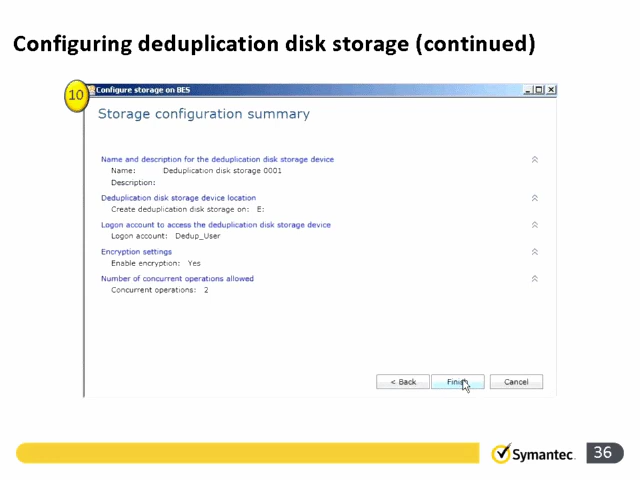 Configuring deduplication disk storage (continued)
10
Configure storage on BES
Storage configuration summary
Name and description for the deduplication disk storage device
Name: Deduplication disk storage 0001
Description:
Deduplication disk storage device location
Create deduplication disk storage on: E:
Logon account to access the deduplication disk storage device
Logon account: Dedup_User
Encryption settings
Enable encryption: Yes
Number of concurrent operations allowed
Concurrent operations: 2
< Back Finish Cancel
Symantec. 36